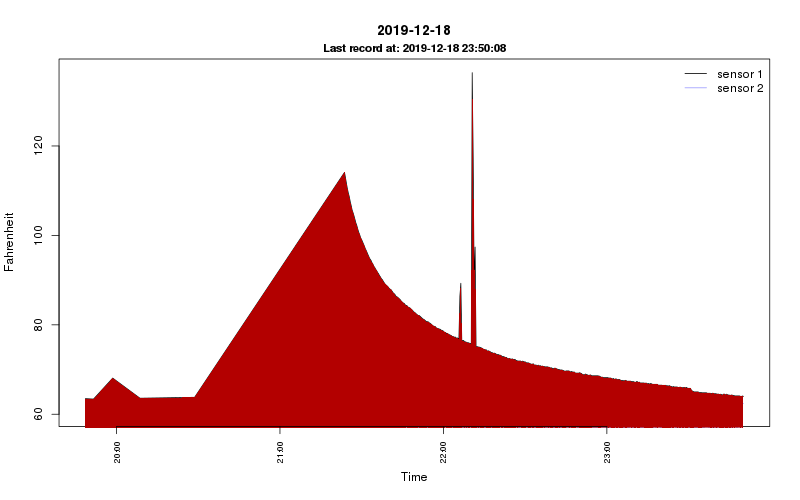 2019-12-18
Last record at: 2019-12-18 23:50:08
sensor 1
sensor 2
120
100
80
60
Fahrenheit
20:00
21:00
22:00
23:00
Time